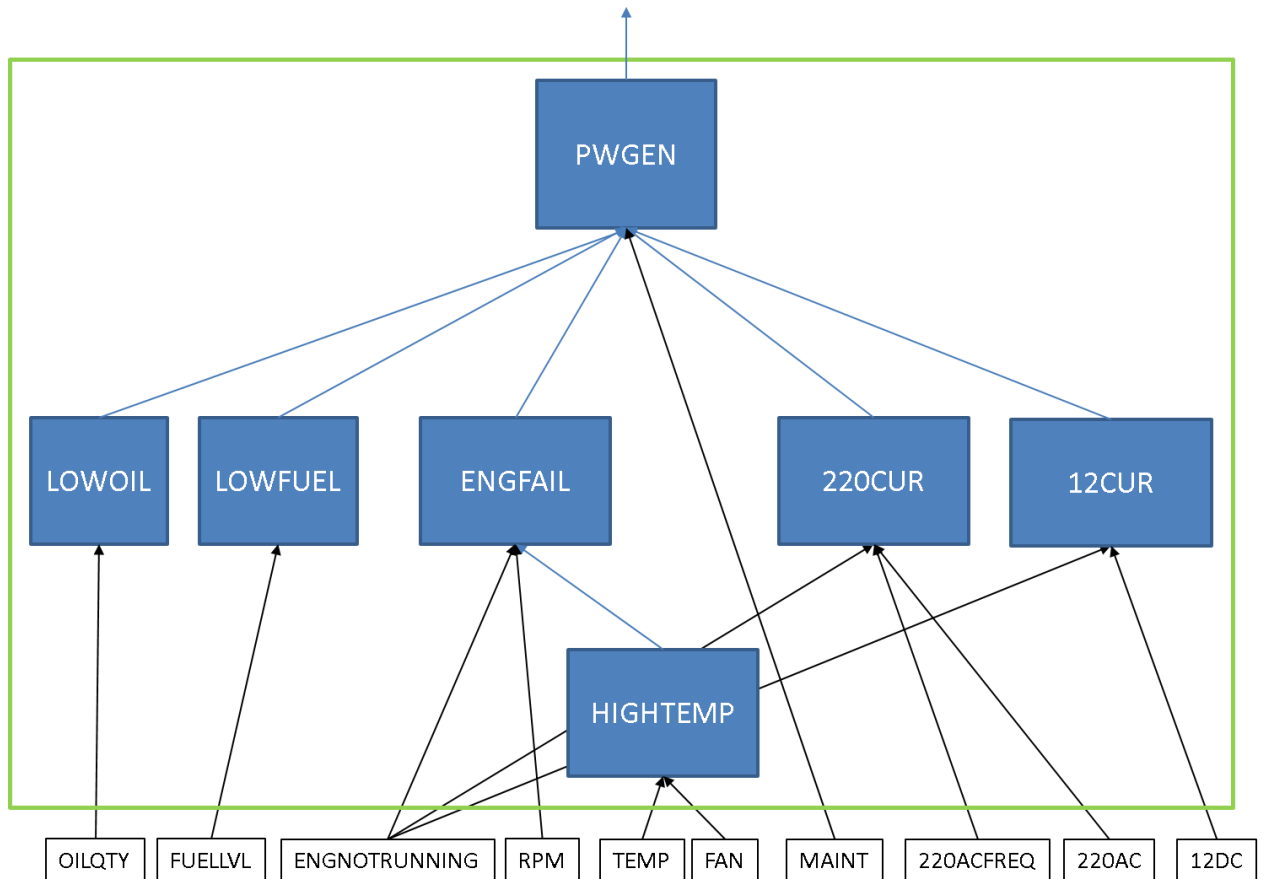 PWGEN
LOWOIL
LOWFUEL
ENGFAIL
220CUR
12CUR
HIGHTEMP
OILQTY
FUELLVL
ENGNOTRUNNING
RPM
TEMP
FAN
MAINT
220ACFREQ
220AC
12DC